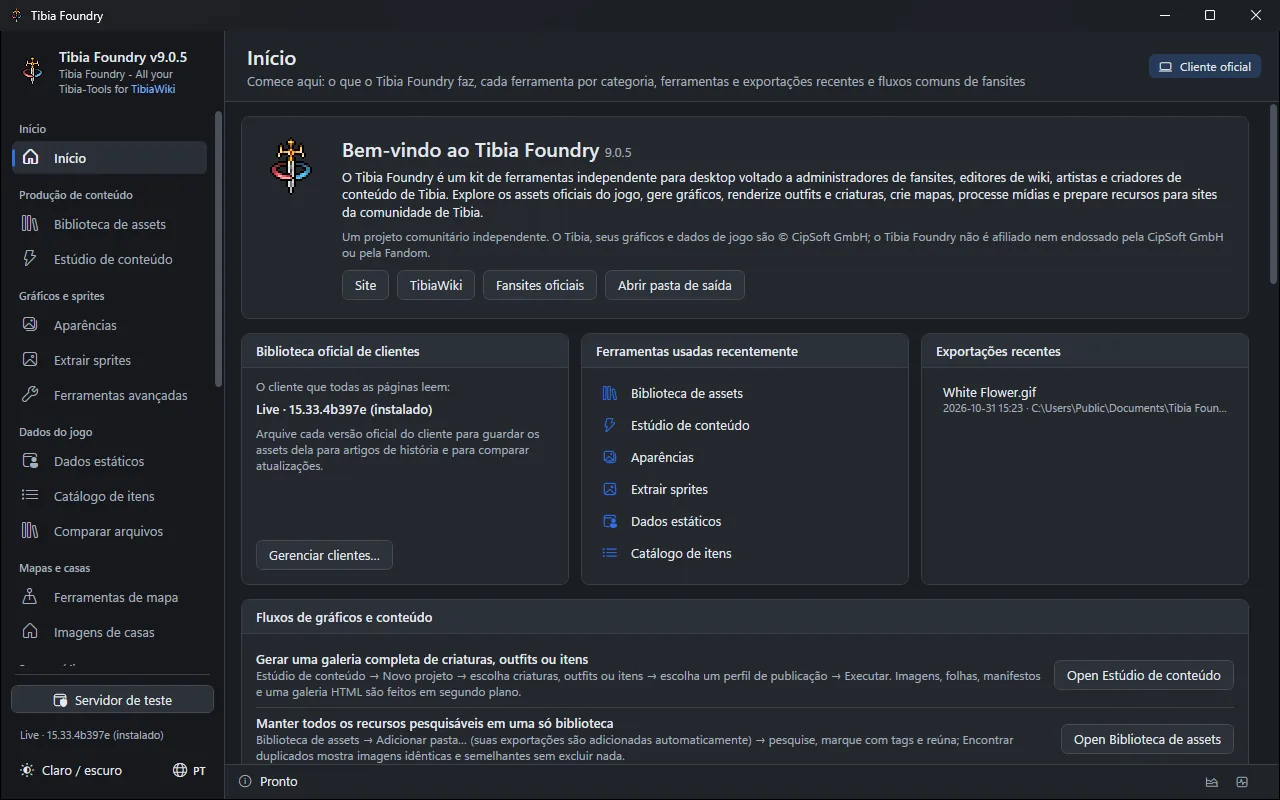 Tibia Foundry
Tibia Foundry v9.0.5
Tibia Foundry - All your
Tibia-Tools for TibiaWiki
Início
Início
Produção de conteúdo
Biblioteca de assets
Estúdio de conteúdo
Gráficos e sprites
Aparências
Extrair sprites
Ferramentas avançadas
Dados do jogo
Dados estáticos
Catálogo de itens
Comparar arquivos
Mapas e casas
Ferramentas de mapa
Imagens de casas
Servidor de teste
Live · 15.33.4b397e (instalado)
Claro / escuro
PT
Início
Comece aqui: o que o Tibia Foundry faz, cada ferramenta por categoria, ferramentas e exportações recentes e fluxos comuns de fansites
Cliente oficial
Bem-vindo ao Tibia Foundry 9.0.5
O Tibia Foundry é um kit de ferramentas independente para desktop voltado a administradores de fansites, editores de wiki, artistas e criadores de
conteúdo de Tibia. Explore os assets oficiais do jogo, gere gráficos, renderize outfits e criaturas, crie mapas, processe mídias e prepare recursos para sites
da comunidade de Tibia.
Um projeto comunitário independente. O Tibia, seus gráficos e dados de jogo são © CipSoft GmbH; o Tibia Foundry não é afiliado nem endossado pela CipSoft GmbH
ou pela Fandom.
Site
TibiaWiki
Fansites oficiais
Abrir pasta de saída
Biblioteca oficial de clientes
O cliente que todas as páginas leem:
Live · 15.33.4b397e (instalado)
Arquive cada versão oficial do cliente para guardar os
assets dela para artigos de história e para comparar
atualizações.
Gerenciar clientes...
Ferramentas usadas recentemente
Biblioteca de assets
Estúdio de conteúdo
Aparências
Extrair sprites
Dados estáticos
Catálogo de itens
Exportações recentes
White Flower.gif
2026-10-31 15:23 · C:\Users\Public\Documents\Tibia Foun...
Fluxos de gráficos e conteúdo
Gerar uma galeria completa de criaturas, outfits ou itens
Estúdio de conteúdo → Novo projeto → escolha criaturas, outfits ou itens → escolha um perfil de publicação → Executar. Imagens, folhas, manifestos
e uma galeria HTML são feitos em segundo plano.
Open Estúdio de conteúdo
Manter todos os recursos pesquisáveis em uma só biblioteca
Biblioteca de assets → Adicionar pasta... (suas exportações são adicionadas automaticamente) → pesquise, marque com tags e reúna; Encontrar
duplicados mostra imagens idênticas e semelhantes sem excluir nada.
Open Biblioteca de assets
Pronto